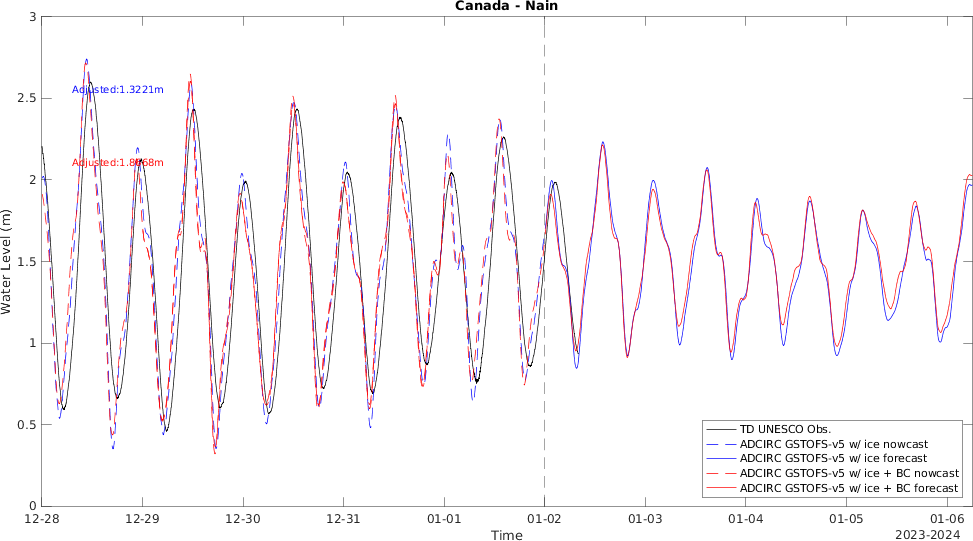 Canada - Nain
3
2.5
2
1.5
1
0.5
0
Water Level (m)
Adjusted:1.3221m
12-28
12-29
12-30
12-31
01-01
01-02
01-03
01-04
01-05
01-06
Time
2023-2024
TD UNESCO Obs.
ADCIRC GSTOFS-v5 w/ ice nowcast
ADCIRC GSTOFS-v5 w/ ice forecast
ADCIRC GSTOFS-v5 w/ ice + BC nowcast
ADCIRC GSTOFS-v5 w/ ice + BC forecast